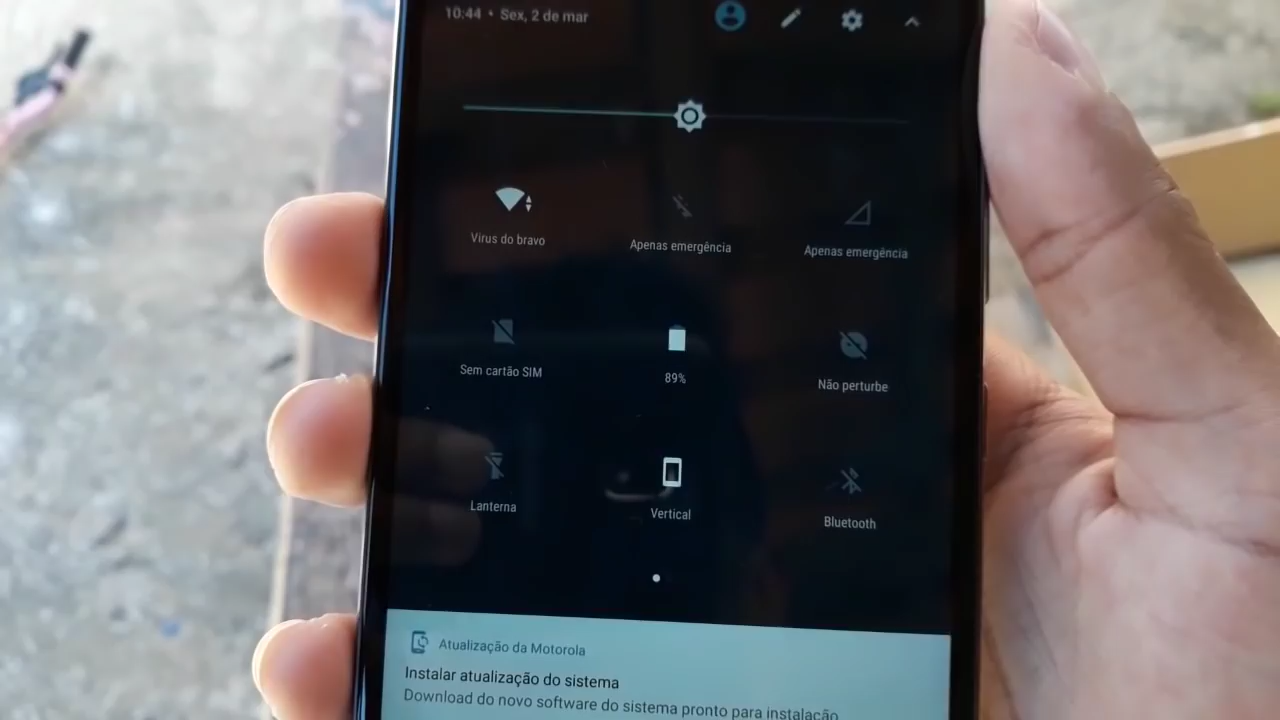 10:44 • Sex, 2 de mar
Virus do bravo
Apenas emergência
Apenas emergência
Sem cartão SIM
89%
Não perturbe
Lanterna
Vertical
Bluetooth
Atualização da Motorola
Instalar atualização do sistema
Download do novo software do sistema pronto para instalação